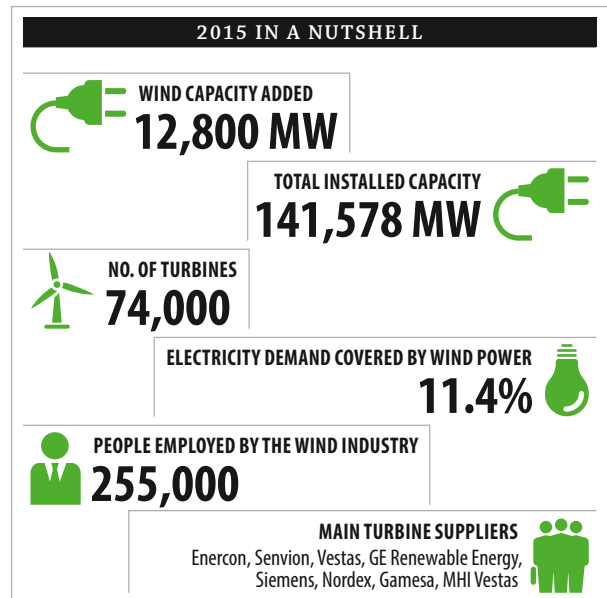 2015 IN A NUTSHELL
WIND CAPACITY ADDED
12,800 MW
TOTAL INSTALLED CAPACITY
141,578 MW
NO. OF TURBINES
74,000
ELECTRICITY DEMAND COVERED BY WIND POWER
11.4%
PEOPLE EMPLOYED BY THE WIND INDUSTRY
255,000
MAIN TURBINE SUPPLIERS
Enercon, Senvion, Vestas, GE Renewable Energy,
Siemens, Nordex, Gamesa, MHI Vestas